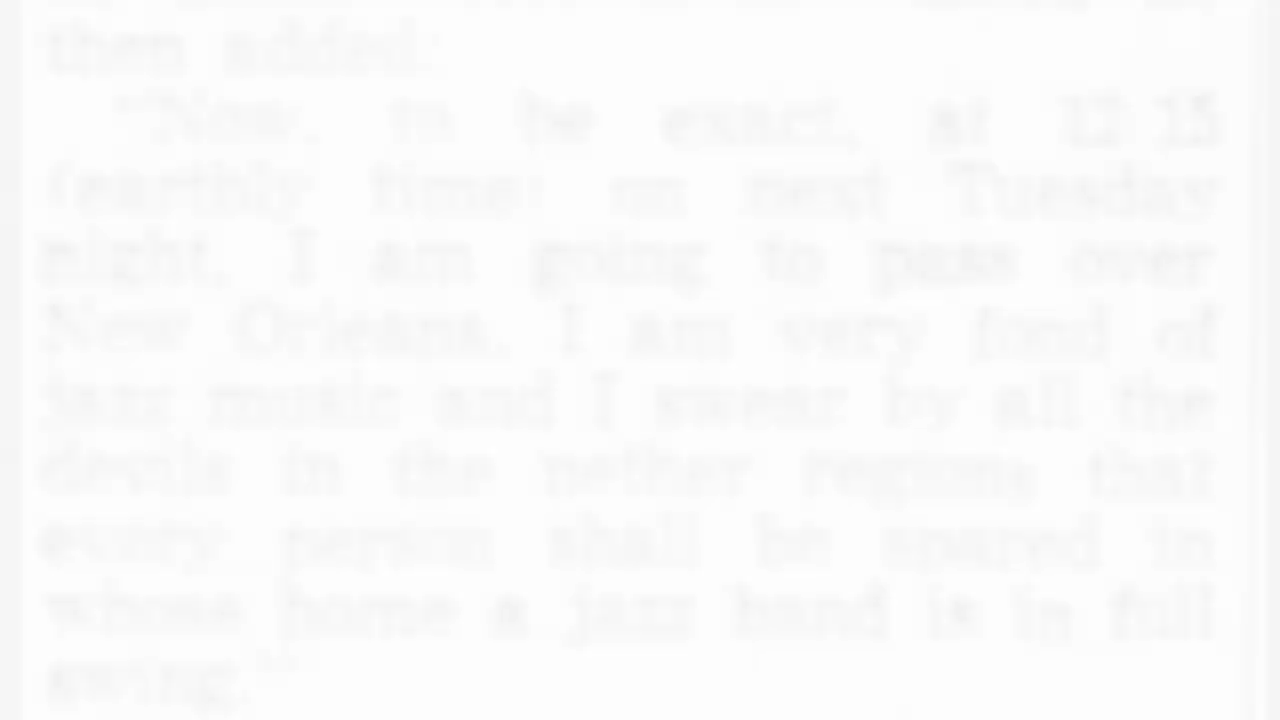 then added:
"Now, to be exact, at 12:15
(earthly time) on next Tuesday
night, I am going to pass over
New Orleans. I am very fond of
jazz music and I swear by all the
devils in the nether regions that
every person shall be spared in
whose home a jazz band is in full
swing."